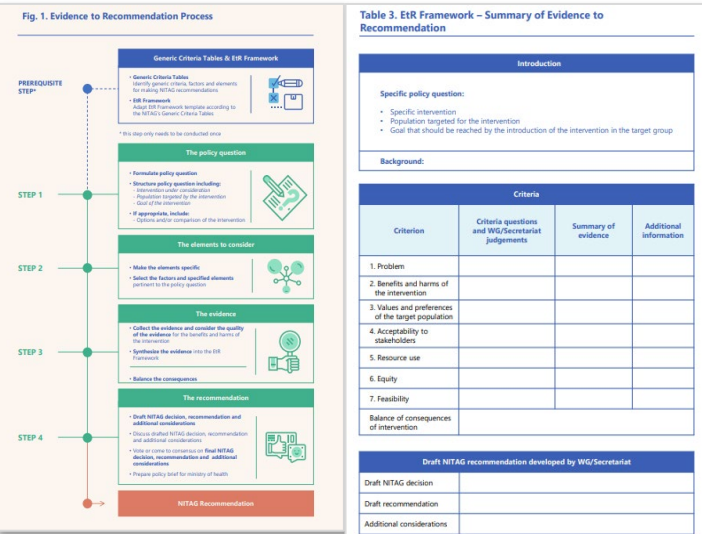 Fig. 1. Evidence to Recommendation Process
PREREQUISITE
STEP*
Generic Criteria Tables & EtR Framework
• Generic Criteria Tables
Identify generic criteria, factors and elements
for making NITAG recommendations
• EtR Framework
Adapt EtR Framework template according to
the NITAG's Generic Criteria Tables
* this step only needs to be conducted once
STEP 1
The policy question
• Formulate policy question
• Structure policy question including:
- Intervention under consideration
- Population targeted by the intervention
- Goal of the intervention
• If appropriate, include:
- Options and/or comparison of the intervention
STEP 2
The elements to consider
• Make the elements specific
• Select the factors and specified elements
pertinent to the policy question
STEP 3
The evidence
• Collect the evidence and consider the quality
of the evidence for the benefits and harms of
the intervention
• Synthesize the evidence into the EtR
Framework
• Balance the consequences
STEP 4
The recommendation
• Draft NITAG decision, recommendation and
additional considerations
• Discuss drafted NITAG decision, recommendation
and additional considerations
• Vote or come to consensus on final NITAG
decision, recommendation and additional
considerations
• Prepare policy brief for ministry of health
NITAG Recommendation
Table 3. EtR Framework – Summary of Evidence to
Recommendation
Introduction
Specific policy question:
• Specific intervention
• Population targeted for the intervention
• Goal that should be reached by the introduction of the intervention in the target group
Background:
Criteria
Criterion
Criteria questions
and WG/Secretariat
judgements
Summary of
evidence
Additional
information
1. Problem
2. Benefits and harms of
the intervention
3. Values and preferences
of the target population
4. Acceptability to
stakeholders
5. Resource use
6. Equity
7. Feasibility
Balance of consequences
of intervention
Draft NITAG recommendation developed by WG/Secretariat
Draft NITAG decision
Draft recommendation
Additional considerations